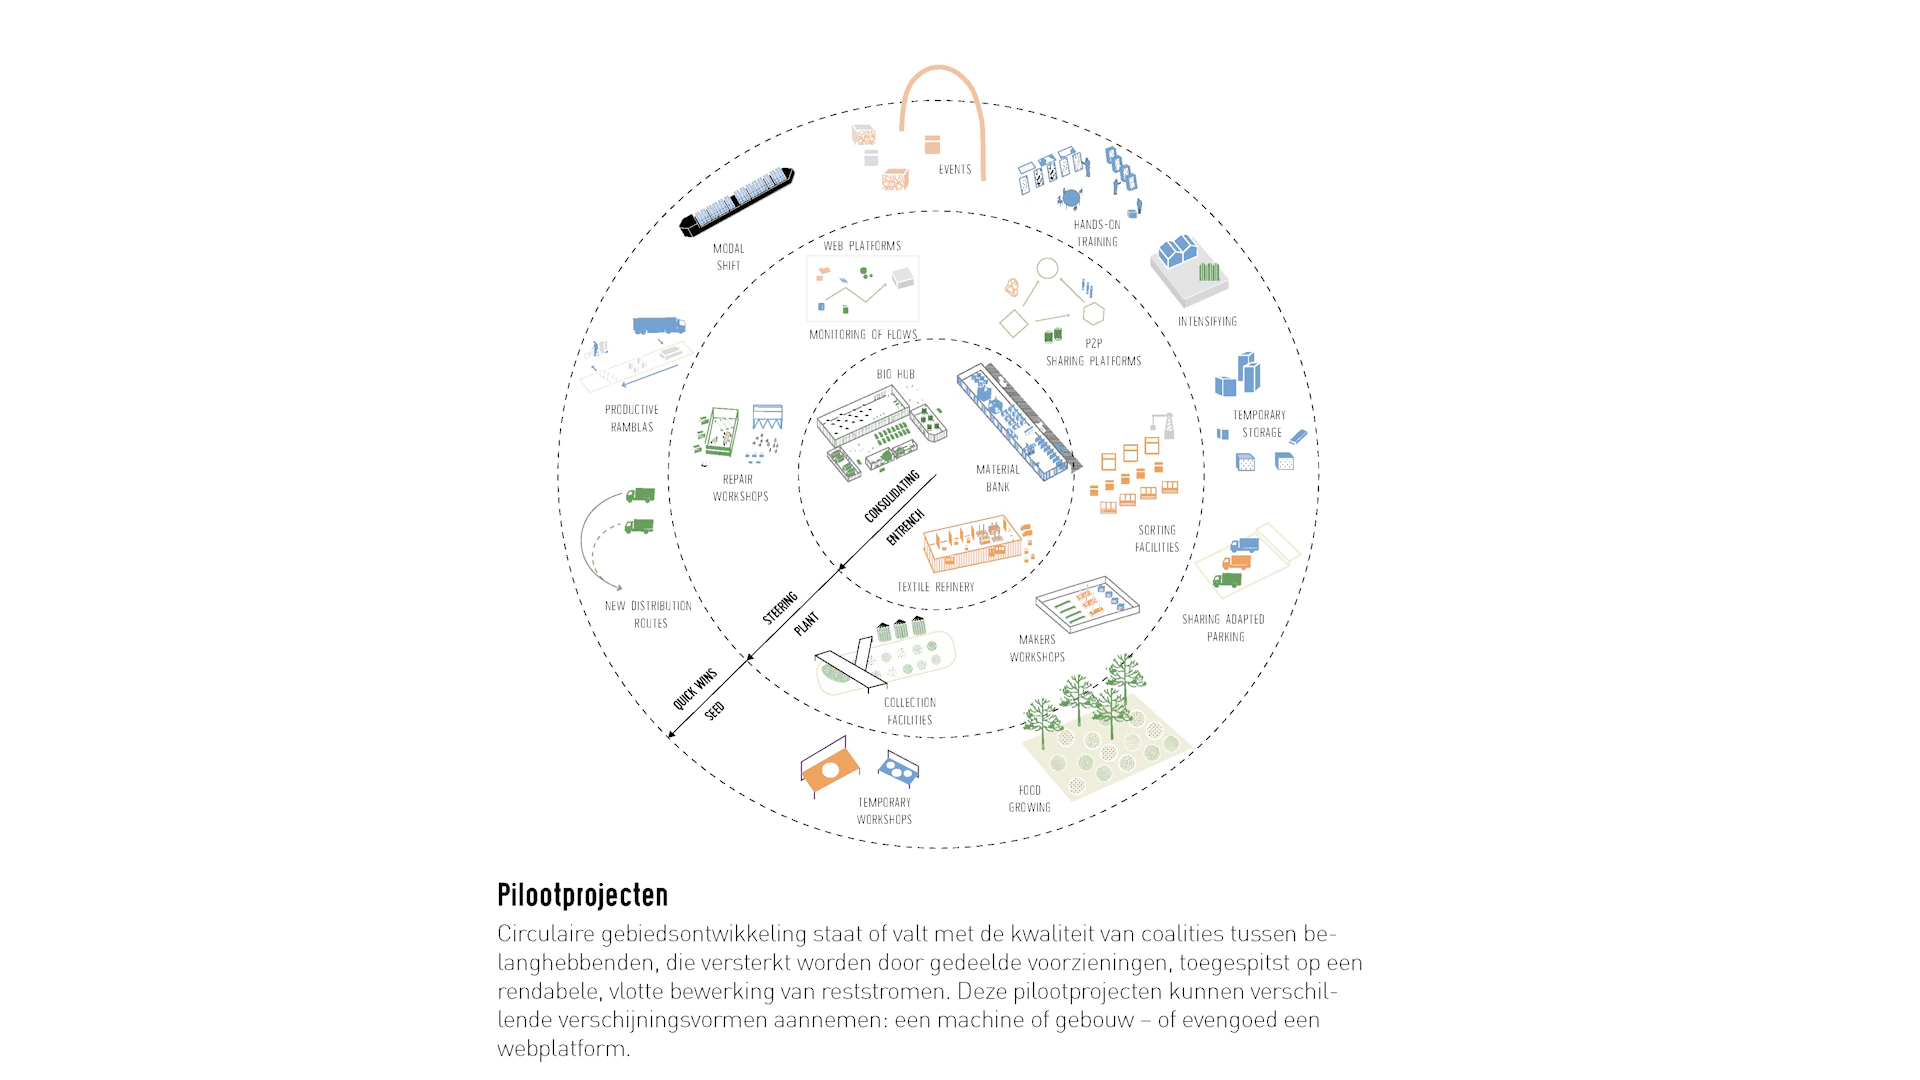 EVENTS
HANDS-ON
TRAINING
MODAL
SHIFT
WEB PLATFORMS
MONITORING OF FLOWS
P2P
SHARING PLATFORMS
INTENSIFYING
PRODUCTIVE
RAMBLAS
BIO HUB
TEMPORARY
STORAGE
REPAIR
WORKSHOPS
MATERIAL
BANK
CONSOLIDATING
ENTRENCH
SORTING
FACILITIES
TEXTILE REFINERY
NEW DISTRIBUTION
ROUTES
STEERING
PLANT
SHARING ADAPTED
PARKING
MAKERS
WORKSHOPS
QUICK WINS
SEED
COLLECTION
FACILITIES
FOOD
GROWING
TEMPORARY
WORKSHOPS
Pilootprojecten
Circulaire gebiedsontwikkeling staat of valt met de kwaliteit van coalities tussen be-
langhebbenden, die versterkt worden door gedeelde voorzieningen, toegespitst op een
rendabele, vlotte bewerking van reststromen. Deze pilootprojecten kunnen verschil-
lende verschijningsvormen aannemen: een machine of gebouw – of evengoed een
webplatform.